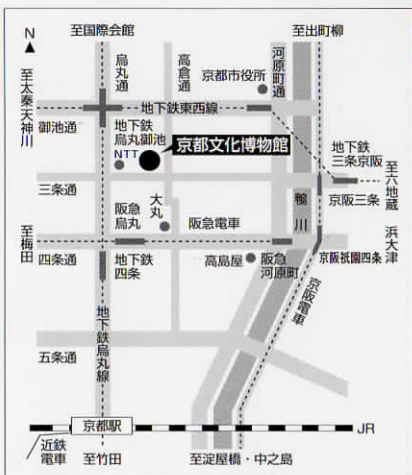 N
至国際会館
至出町柳
烏丸通
高倉通
河原町通
京都市役所
至太秦天神川
地下鉄東西線
御池通
地下鉄
烏丸御池
京都文化博物館
NTT
地下鉄
三条京阪
至六地蔵
浜大津
三条通
鴨川
京阪三条
大丸
阪急
烏丸
阪急電車
至梅田
四条通
地下鉄
四条
高島屋
阪急
河原町
京阪祇園四条
京阪電車
地下鉄烏丸線
五条通
京都駅
JR
近鉄
電車
至竹田
至淀屋橋・中之島